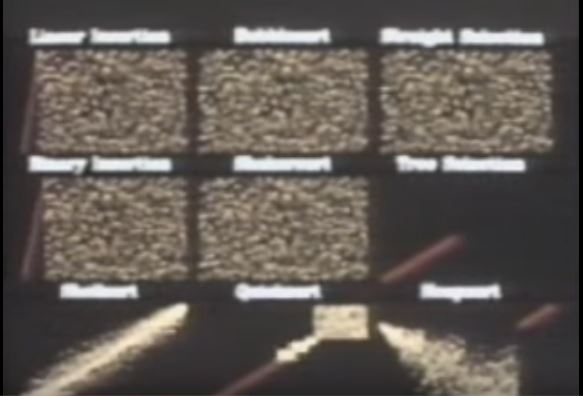 Linear Insertion Bubblesort Straight Selection
Binary Insertion Shakersort Tree Selection
Shellsort Quicksort Heapsort